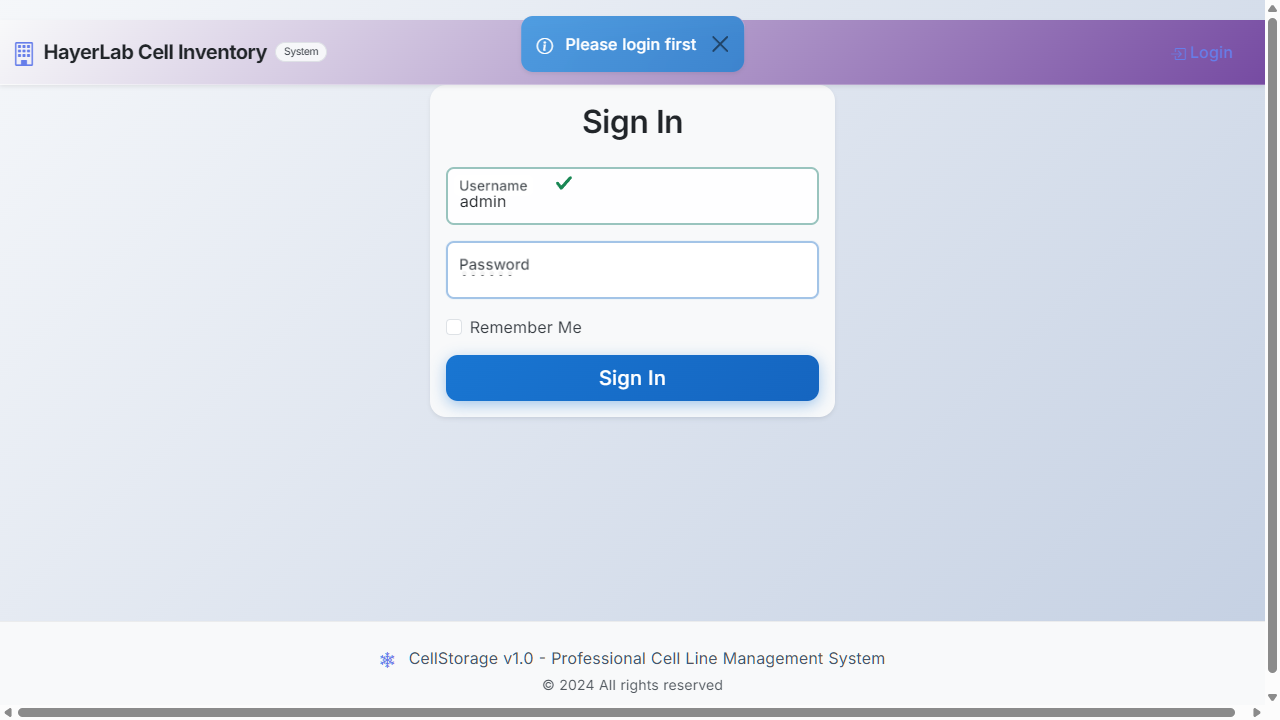 HayerLab Cell Inventory System
Please login first
Login
Sign In
Username
admin
Password
Remember Me
Sign In
CellStorage v1.0 - Professional Cell Line Management System
© 2024 All rights reserved